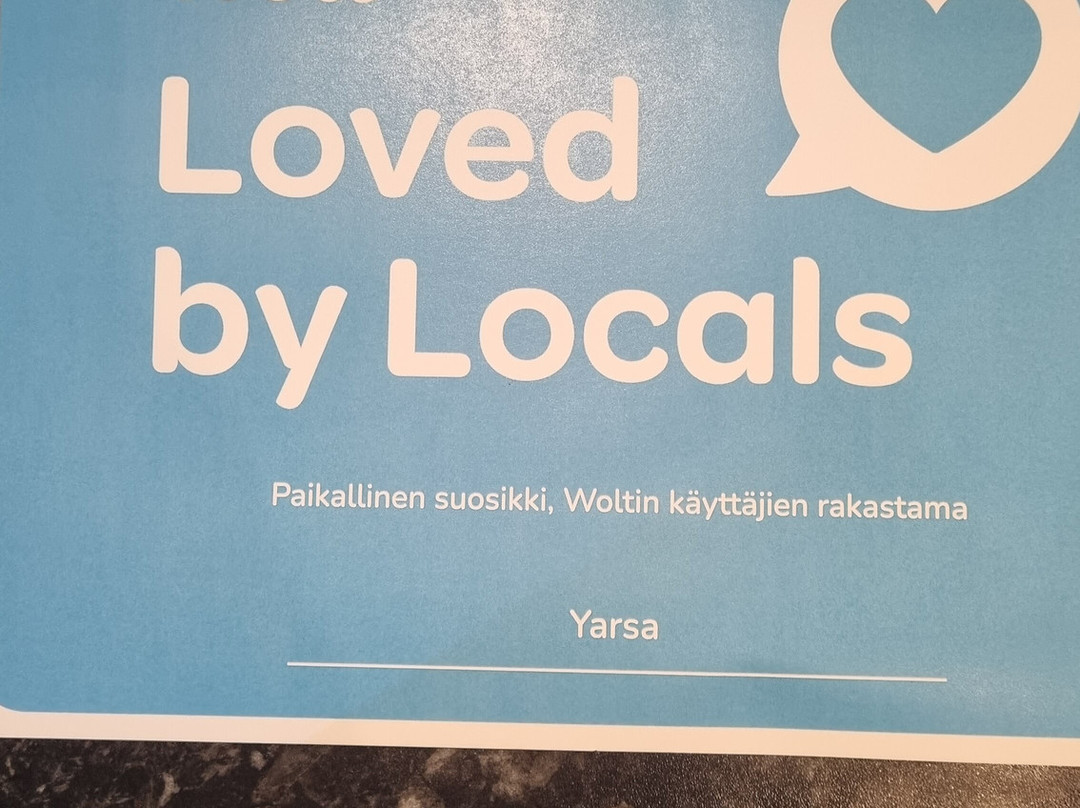 Loved
by Locals
Paikallinen suosikki, Woltin käyttäjien rakastama
Yarsa